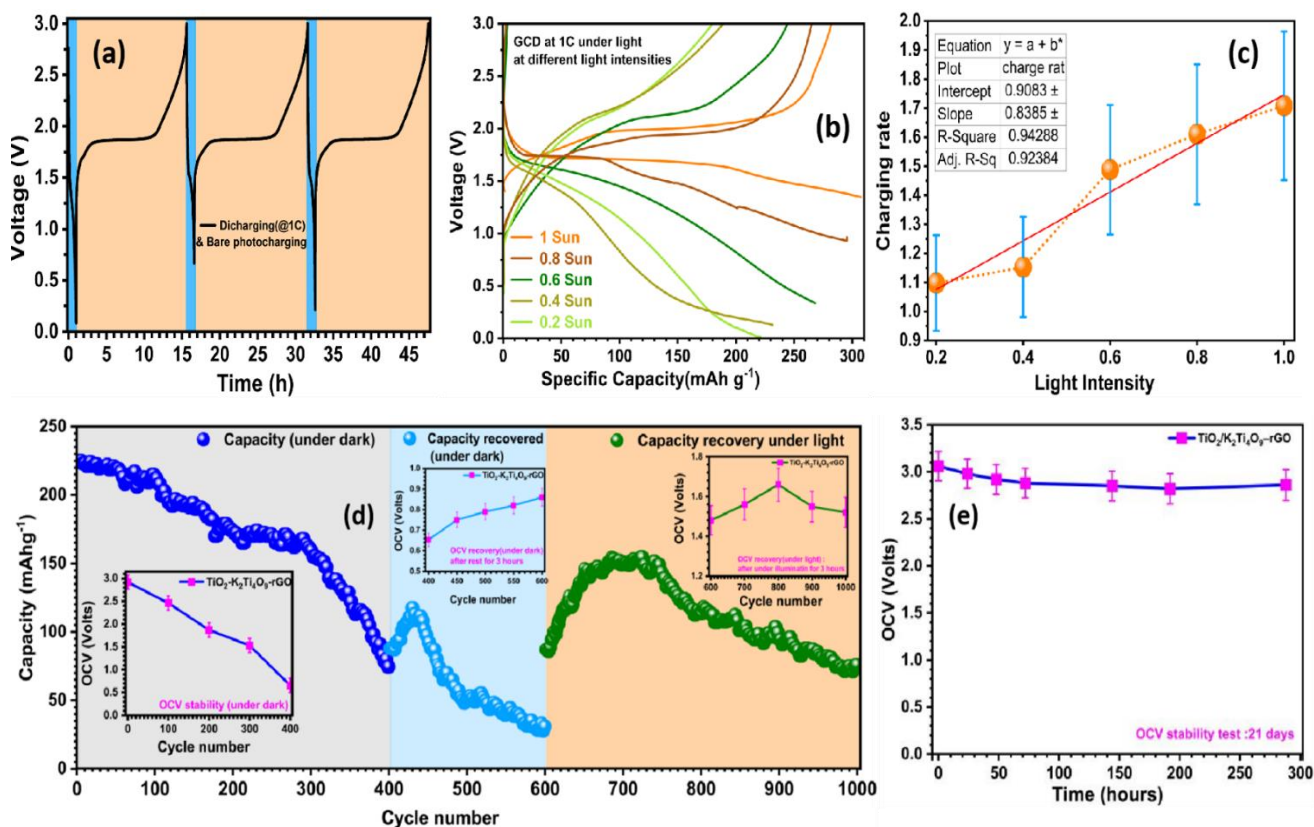 (a)
3.0
2.5
2.0
1.5
1.0
0.5
0.0
Voltage (V)
Dicharging(@1C)
& Bare photocharging
0 5 10 15 20 25 30 35 40 45
Time (h)
3.0
2.5
2.0
1.5
1.0
0.5
0.0
Voltage (V)
GCD at 1C under light
at different light intensities
(b)
1 Sun
0.8 Sun
0.6 Sun
0.4 Sun
0.2 Sun
0 50 100 150 200 250 300
Specific Capacity(mAh g⁻¹)
2.0
1.9
1.8
1.7
1.6
1.5
1.4
1.3
1.2
1.1
1.0
0.9
Charging rate
Equation y = a + b*
Plot charge rat
Intercept 0.9083 ±
Slope 0.8385 ±
R-Square 0.94288
Adj. R-Sq 0.92384
(c)
0.2 0.4 0.6 0.8 1.0
Light Intensity
250
200
150
100
50
0
Capacity (mAhg⁻¹)
Capacity (under dark)
Capacity recovered
(under dark)
Capacity recovery under light
(d)
3.0
2.5
2.0
1.5
1.0
0.5
0.0
OCV (Volts)
TiO₂-K₂Ti₄O₉-rGO
OCV stability (under dark)
0 100 200 300 400
Cycle number
0.9
0.8
0.7
0.6
0.5
0.4
OCV (Volts)
TiO₂-K₂Ti₄O₉-rGO
OCV recovery(under dark)
after rest for 3 hours
400 450 500 550 600
Cycle number
1.8
1.6
1.4
1.2
OCV (Volts)
TiO₂-K₂Ti₄O₉-rGO
OCV recovery(under light) :
after under illuminatin for 3 hours
600 700 800 900 1000
Cycle number
0 100 200 300 400 500 600 700 800 900 1000
Cycle number
3.5
3.0
2.5
2.0
1.5
1.0
0.5
0.0
OCV (Volts)
TiO₂/K₂Ti₄O₉–rGO
(e)
OCV stability test :21 days
0 50 100 150 200 250 300
Time (hours)